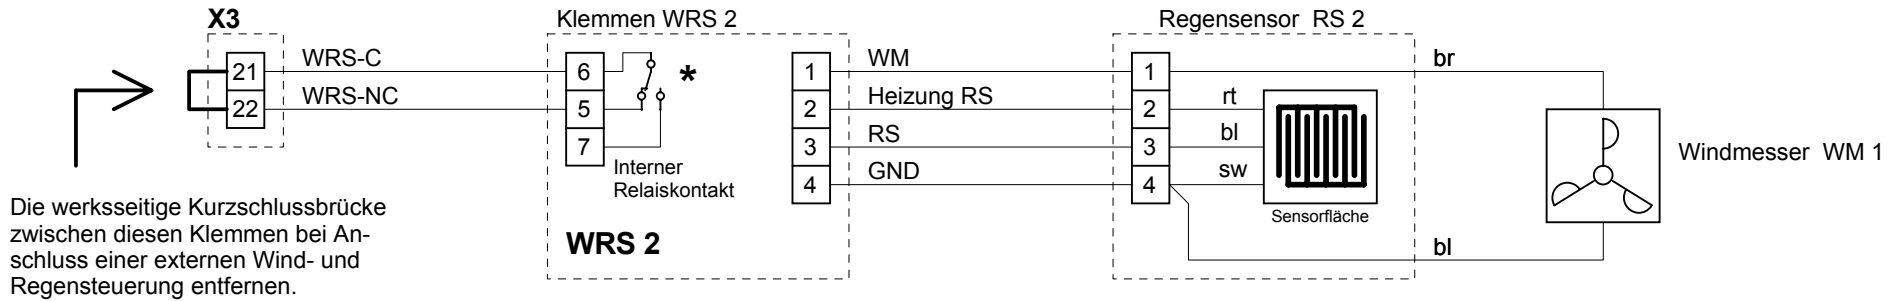 X3
21
22
WRS-C
WRS-NC
Die werksseitige Kurzschlussbrücke
zwischen diesen Klemmen bei An-
schluss einer externen Wind- und
Regensteuerung entfernen.
Klemmen WRS 2
6
5
7
*
Interner
Relaiskontakt
WRS 2
1
2
3
4
WM
Heizung RS
RS
GND
Regensensor RS 2
1
2
3
4
rt
bl
sw
Sensorfläche
br
bl
Windmesser WM 1